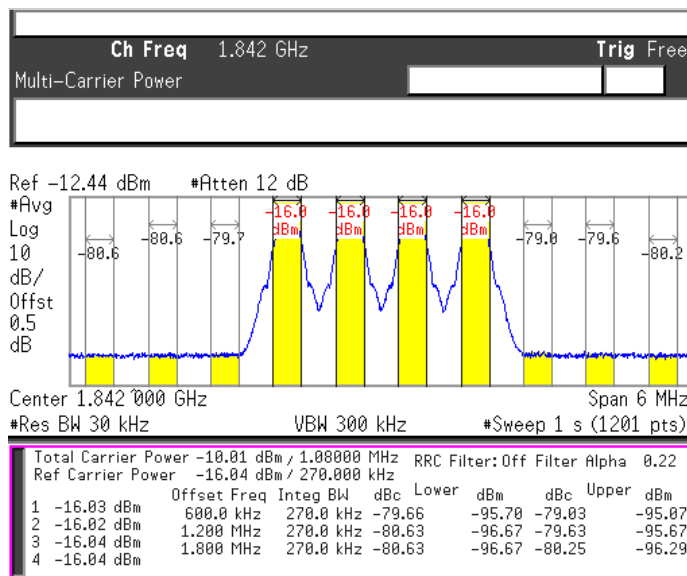 Ch Freq 1.842 GHz Trig Free
Multi-Carrier Power
Ref -12.44 dBm #Atten 12 dB
#Avg
Log
10
dB/
Offset
0.5
dB
-16.0 dBm -16.0 dBm -16.0 dBm -16.0 dBm
-80.6 -80.6 -79.7 -79.0 -79.6 -80.2
Center 1.842 000 GHz Span 6 MHz
#Res BW 30 kHz VBW 300 kHz #Sweep 1 s (1201 pts)
Total Carrier Power -10.01 dBm/1.08000 MHz RRC Filter:Off Filter Alpha 0.22
Ref Carrier Power -16.04 dBm/270.000 kHz
Offset Freq Integ BW dBc Lower dBm dBc Upper dBm
1 -16.03 dBm 600.0 kHz 270.0 kHz -79.66 -95.70 -79.03 -95.07
2 -16.02 dBm 1.200 MHz 270.0 kHz -80.63 -96.67 -79.63 -95.67
3 -16.04 dBm 1.800 MHz 270.0 kHz -80.63 -96.67 -80.25 -96.29
4 -16.04 dBm